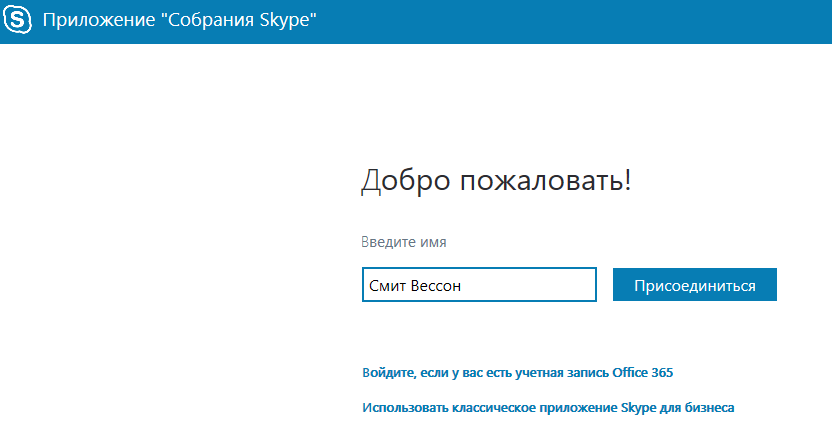 Приложение "Собрания Skype"
Добро пожаловать!
Введите имя
Смит Вессон
Присоединиться
Войдите, если у вас есть учетная запись Office 365
Использовать классическое приложение Skype для бизнеса